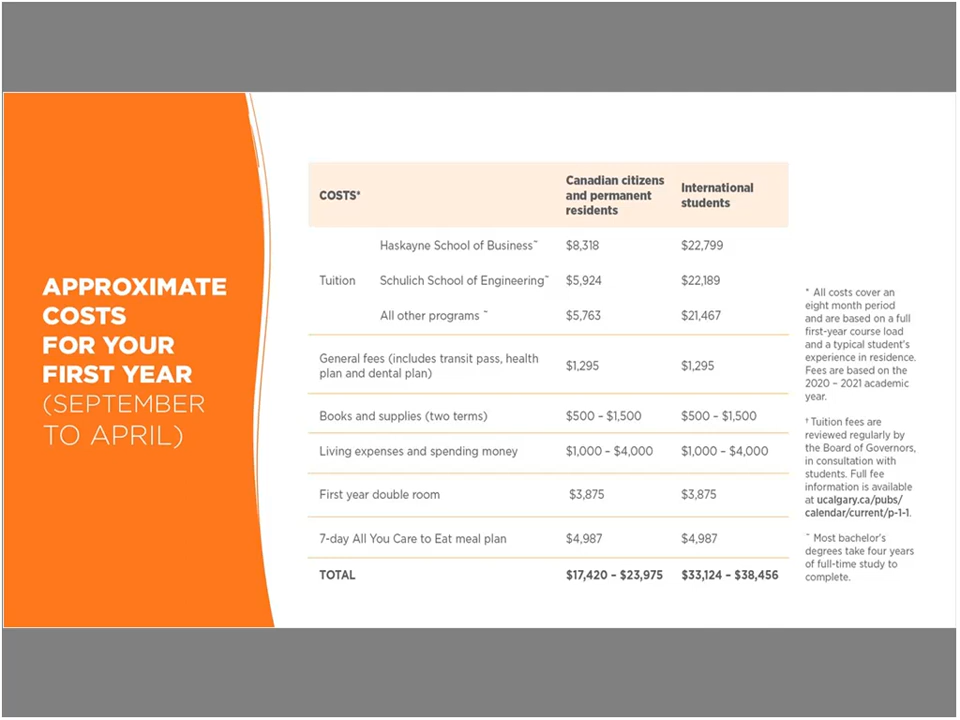 APPROXIMATE
COSTS
FOR YOUR
FIRST YEAR
(SEPTEMBER
TO APRIL)
COSTS* Canadian citizens and permanent residents International students
Tuition Haskayne School of Business˜ $8,318 $22,799
Schulich School of Engineering˜ $5,924 $22,189
All other programs ˜ $5,763 $21,467
General fees (includes transit pass, health
plan and dental plan) $1,295 $1,295
Books and supplies (two terms) $500 – $1,500 $500 – $1,500
Living expenses and spending money $1,000 – $4,000 $1,000 – $4,000
First year double room $3,875 $3,875
7-day All You Care to Eat meal plan $4,987 $4,987
TOTAL $17,420 – $23,975 $33,124 – $38,456
* All costs cover an
eight month period
and are based on a full
first-year course load
and a typical student's
experience in residence.
Fees are based on the
2020 – 2021 academic
year.
† Tuition fees are
reviewed regularly by
the Board of Governors,
in consultation with
students. Full fee
information is available
at ucalgary.ca/pubs/
calendar/current/p-1-1.
˜ Most bachelor's
degrees take four years
of full-time study to
complete.